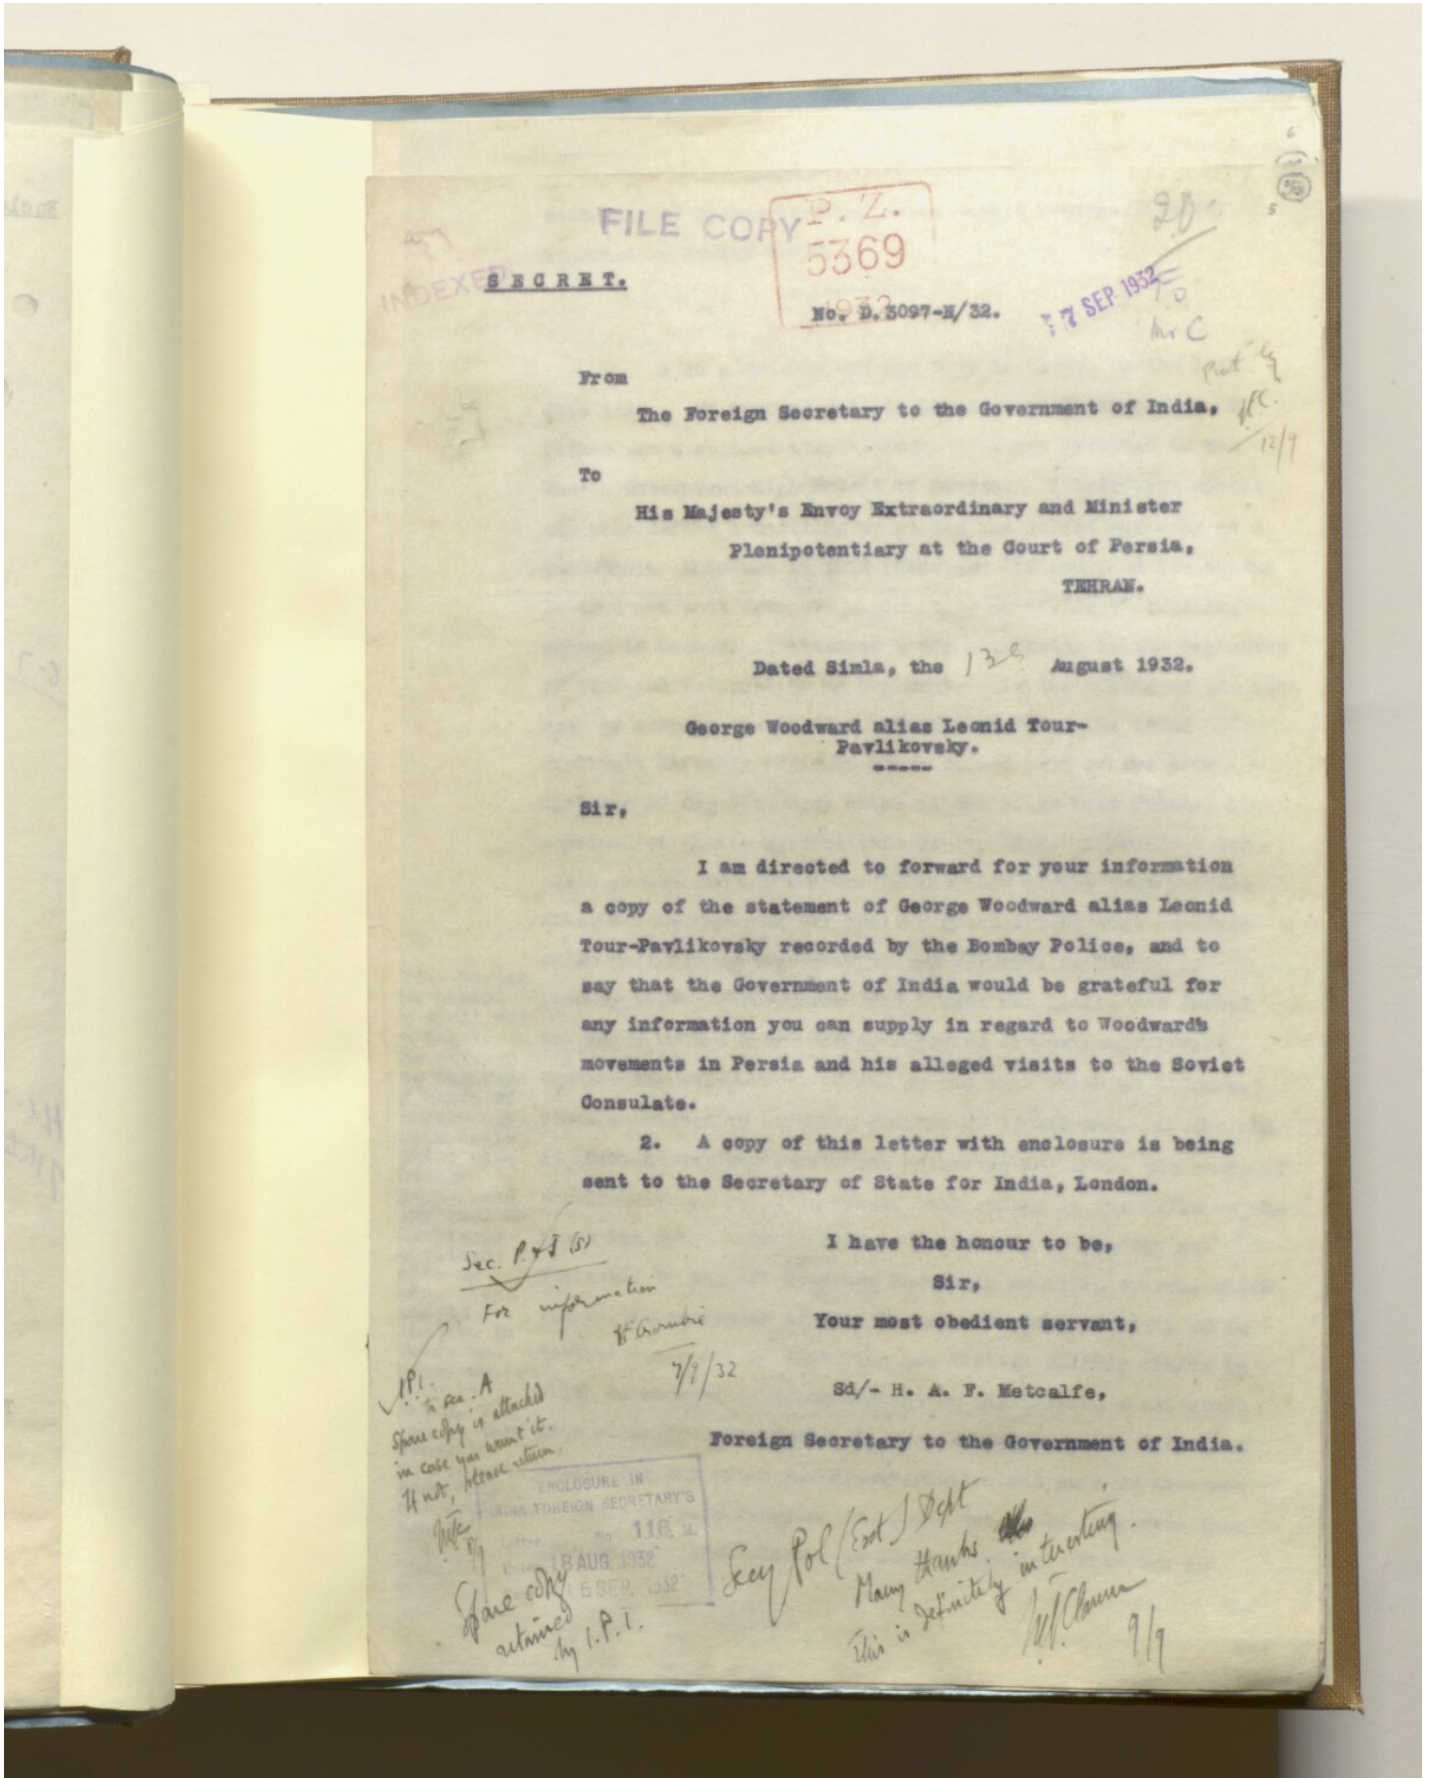 FILE COPY
P. Z.
5369
1932
INDEXED
SECRET.
No. D.3097-N/32.
7 SEP 1932
20
Mr C
Put by
12/9
From
The Foreign Secretary to the Government of India,
To
His Majesty's Envoy Extraordinary and Minister
Plenipotentiary at the Court of Persia,
TEHRAN.
Dated Simla, the 13th August 1932.
George Woodward alias Leonid Tour-
Pavlikovsky.
Sir,
I am directed to forward for your information
a copy of the statement of George Woodward alias Leonid
Tour-Pavlikovsky recorded by the Bombay Police, and to
say that the Government of India would be grateful for
any information you can supply in regard to Woodward's
movements in Persia and his alleged visits to the Soviet
Consulate.
2. A copy of this letter with enclosure is being
sent to the Secretary of State for India, London.
I have the honour to be,
Sir,
Your most obedient servant,
Sd/- H. A. F. Metcalfe,
Foreign Secretary to the Government of India.
Sec. P. & J (S)
For information
7/9/32
I.P.I.
to see. A
Spare copy is attached
in case you want it.
If not, please return.
8/9
ENCLOSURE IN
INDIA FOREIGN SECRETARY'S
Letter No 116 M.
Dated 18 AUG 1932
5 SEP. 1932
Spare copy
retained
by I.P.I.
Secy Pol (Ext) Dept
Many thanks.
This is definitely interesting.
9/9